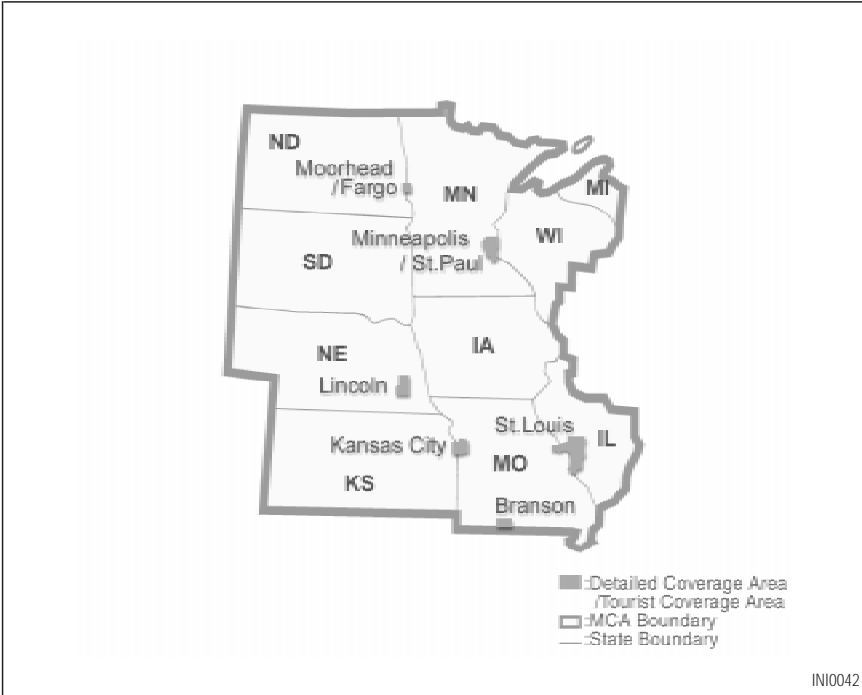 ND
Moorhead
/Fargo
MN
MI
WI
Minneapolis
/ St.Paul
SD
NE
IA
Lincoln
St.Louis
IL
Kansas City
MO
KS
Branson
:Detailed Coverage Area
/Tourist Coverage Area
:MCA Boundary
:State Boundary
INI0042